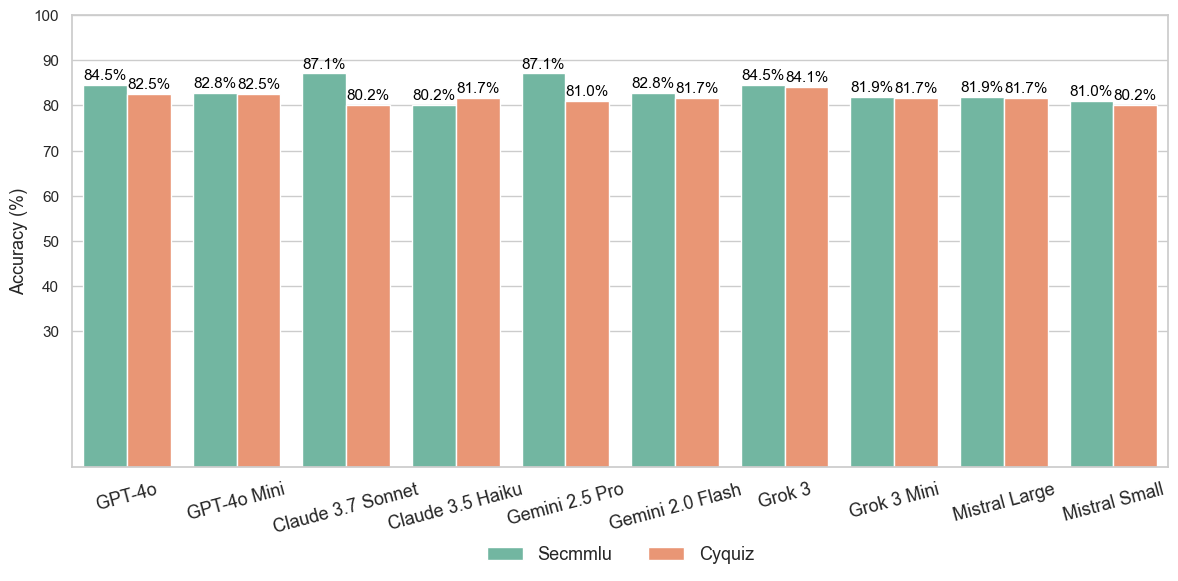 100
90
80
70
60
50
40
30
Accuracy (%)
84.5% 82.5% 82.8% 82.5% 87.1% 80.2% 80.2% 81.7% 87.1% 81.0% 82.8% 81.7% 84.5% 84.1% 81.9% 81.7% 81.9% 81.7% 81.0% 80.2%
GPT-4o GPT-4o Mini Claude 3.7 Sonnet Claude 3.5 Haiku Gemini 2.5 Pro Gemini 2.0 Flash Grok 3 Grok 3 Mini Mistral Large Mistral Small
Secmmlu Cyquiz